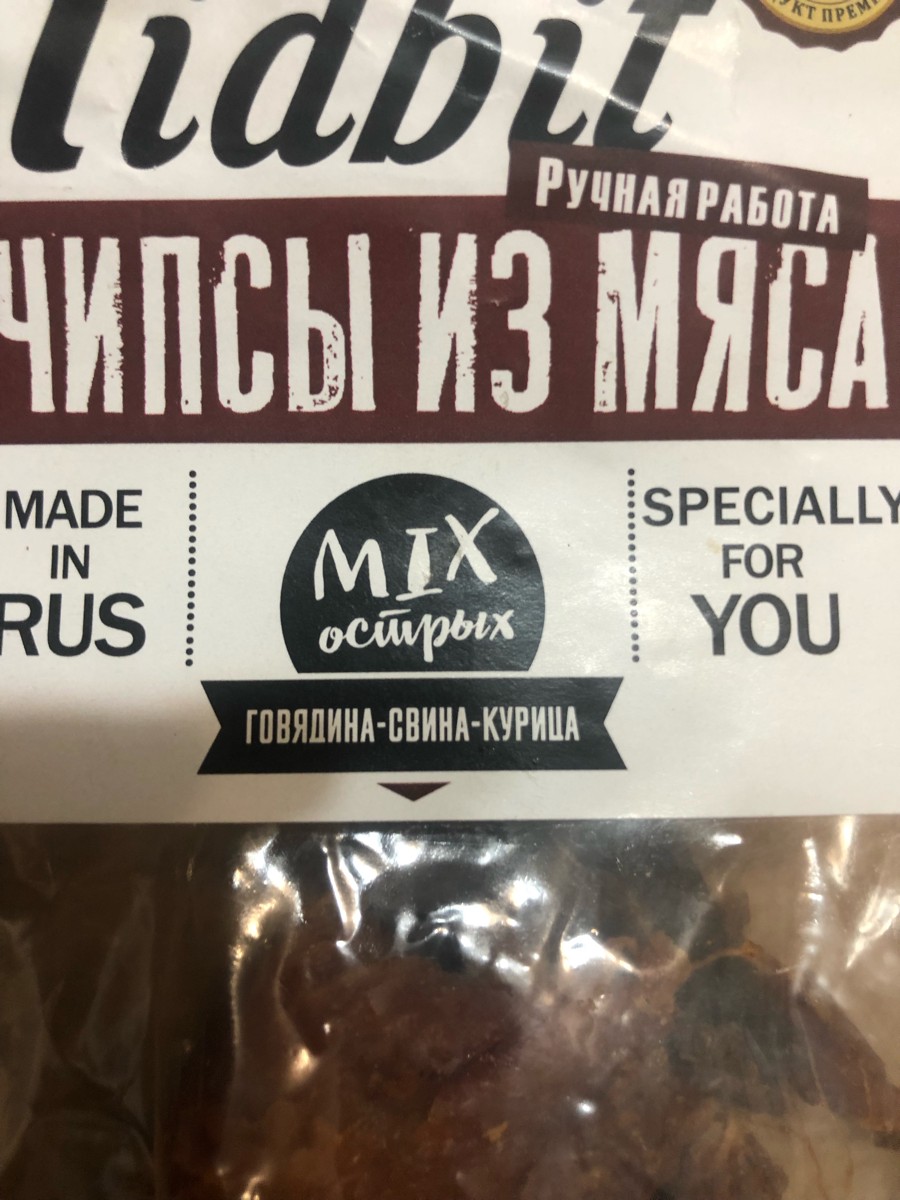 Tidbit
Ручная работа
ЧИПСЫ ИЗ МЯСА
MADE
IN
RUS
MIX
острых
ГОВЯДИНА-СВИНА-КУРИЦА
SPECIALLY
FOR
YOU